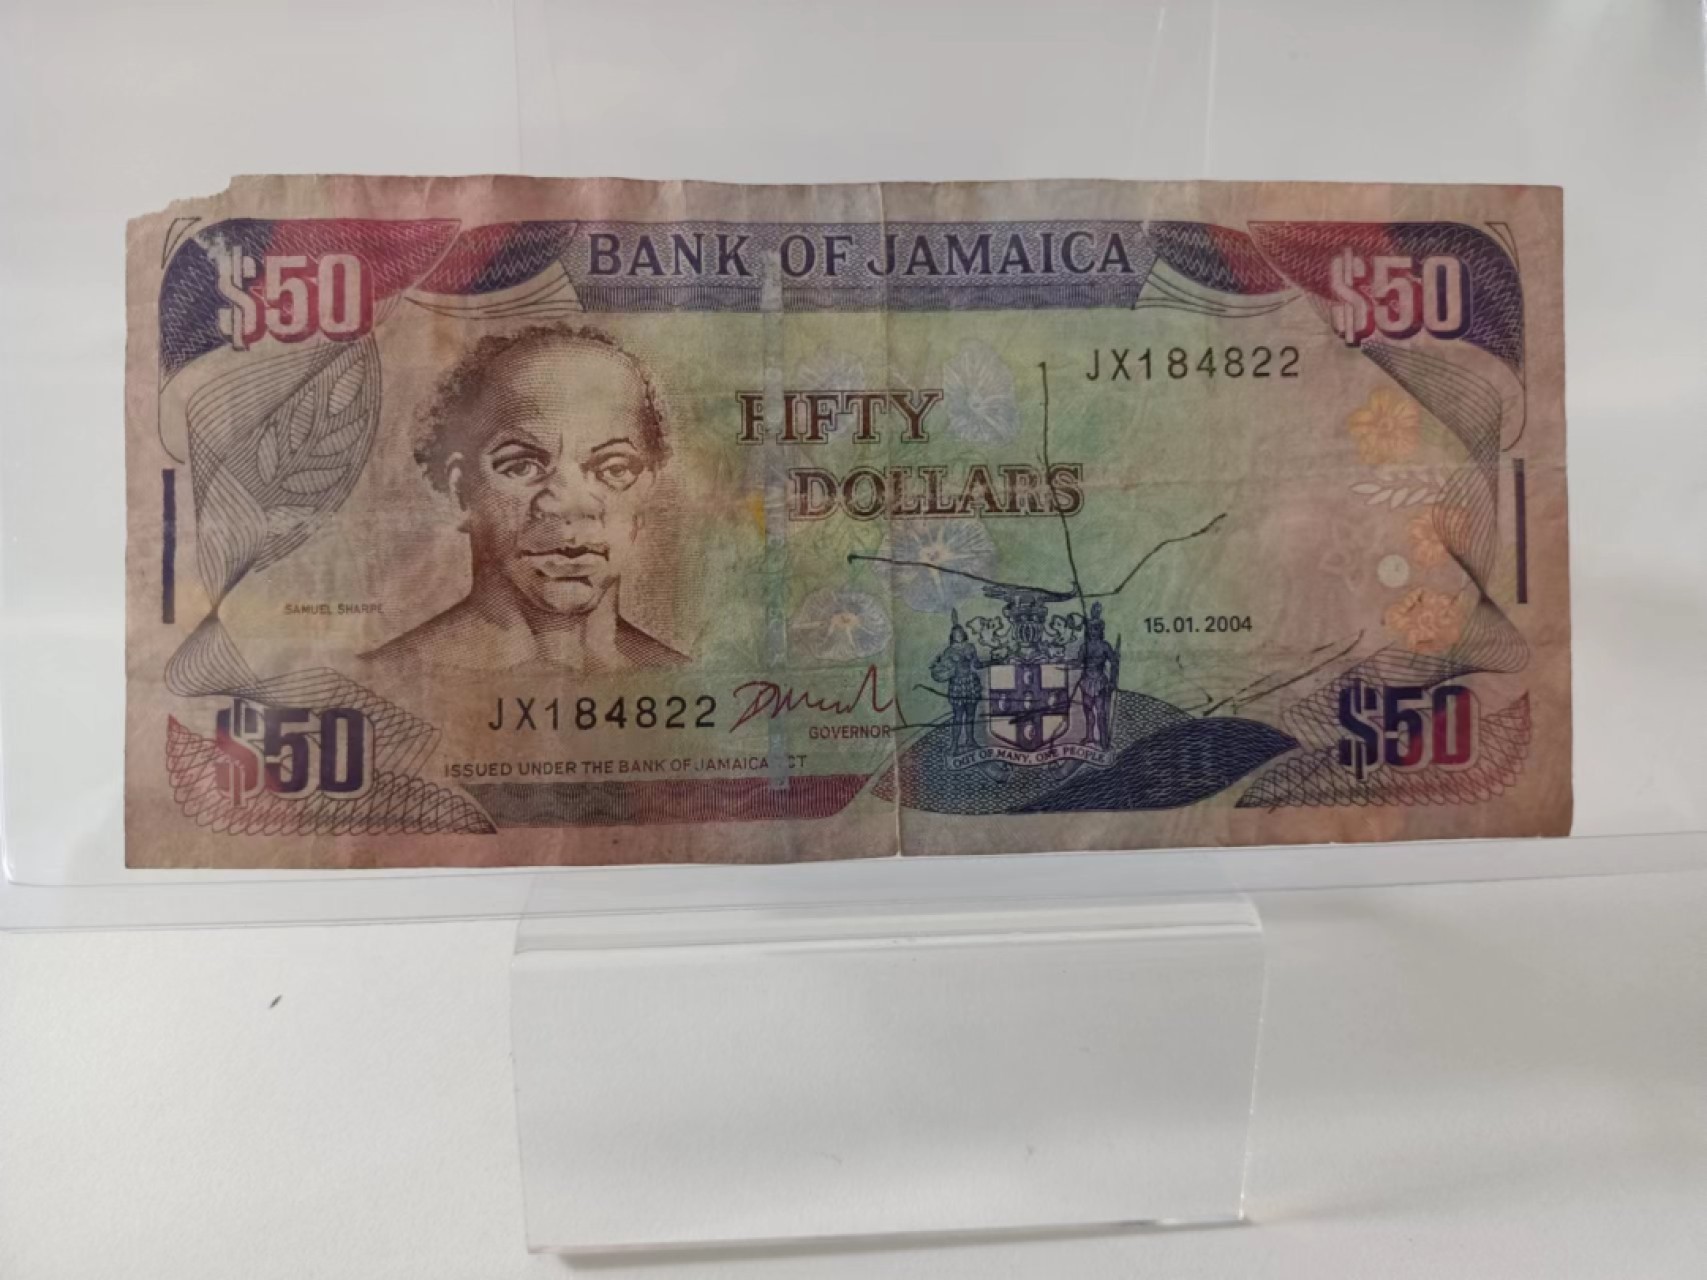 BANK OF JAMAICA
$50
$50
JX184822
FIFTY
DOLLARS
SAMUEL SHARPE
15.01.2004
JX184822
GOVERNOR
OUT OF MANY, ONE PEOPLE
$50
$50
ISSUED UNDER THE BANK OF JAMAICA